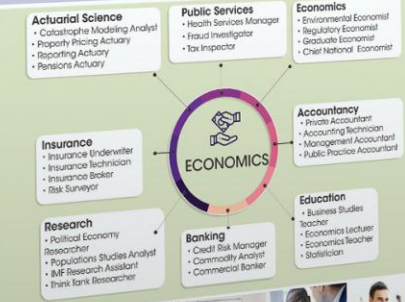 Actuarial Science
• Catastrophe Modeling Analyst
• Property Pricing Actuary
• Reporting Actuary
• Pensions Actuary
Public Services
• Health Services Manager
• Fraud Investigator
• Tax Inspector
Economics
• Environmental Economist
• Regulatory Economist
• Graduate Economist
• Chief National Economist
Insurance
• Insurance Underwriter
• Insurance Technician
• Insurance Broker
• Risk Surveyor
ECONOMICS
Accountancy
• Private Accountant
• Accounting Technician
• Management Accountant
• Public Practice Accountant
Research
• Political Economy
Researcher
• Populations Studies Analyst
• IMF Research Assistant
• Think Tank Researcher
Banking
• Credit Risk Manager
• Commodity Analyst
• Commercial Banker
Education
• Business Studies
Teacher
• Economics Lecturer
• Economics Teacher
• Statistician